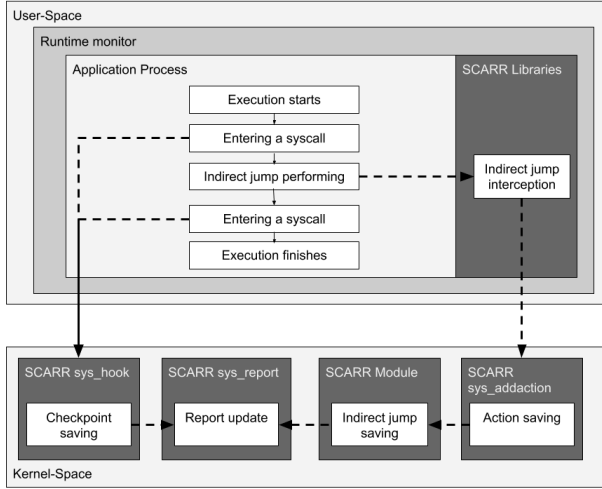 User-Space
Runtime monitor
Application Process
SCARR Libraries
Execution starts
Entering a syscall
Indirect jump performing
Indirect jump
interception
Entering a syscall
Execution finishes
SCARR sys_hook
SCARR sys_report
SCARR Module
SCARR
sys_addaction
Checkpoint
saving
Report update
Indirect jump
saving
Action saving
Kernel-Space